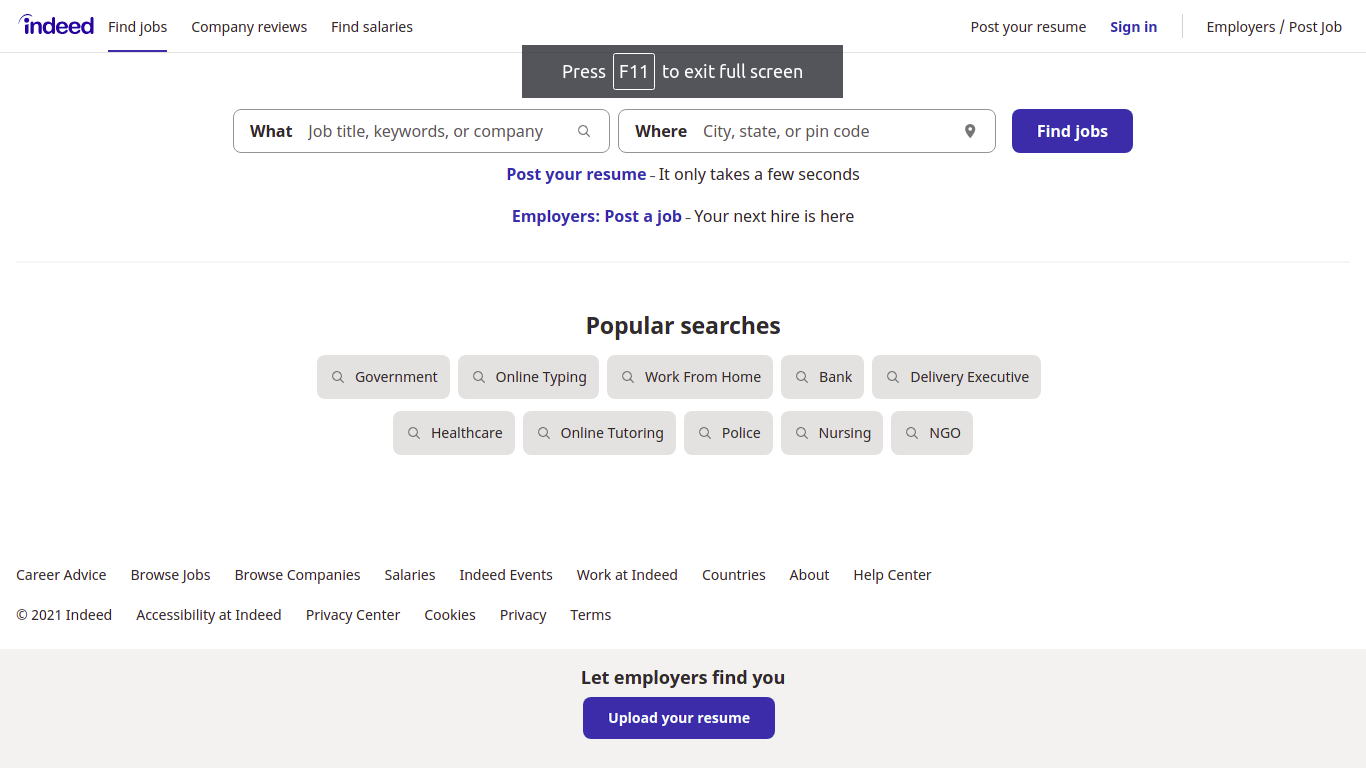 indeed Find jobs Company reviews Find salaries Post your resume Sign in Employers / Post Job
Press F11 to exit full screen
What Job title, keywords, or company Where City, state, or pin code Find jobs
Post your resume – It only takes a few seconds
Employers: Post a job – Your next hire is here
Popular searches
Government Online Typing Work From Home Bank Delivery Executive
Healthcare Online Tutoring Police Nursing NGO
Career Advice Browse Jobs Browse Companies Salaries Indeed Events Work at Indeed Countries About Help Center
© 2021 Indeed Accessibility at Indeed Privacy Center Cookies Privacy Terms
Let employers find you
Upload your resume